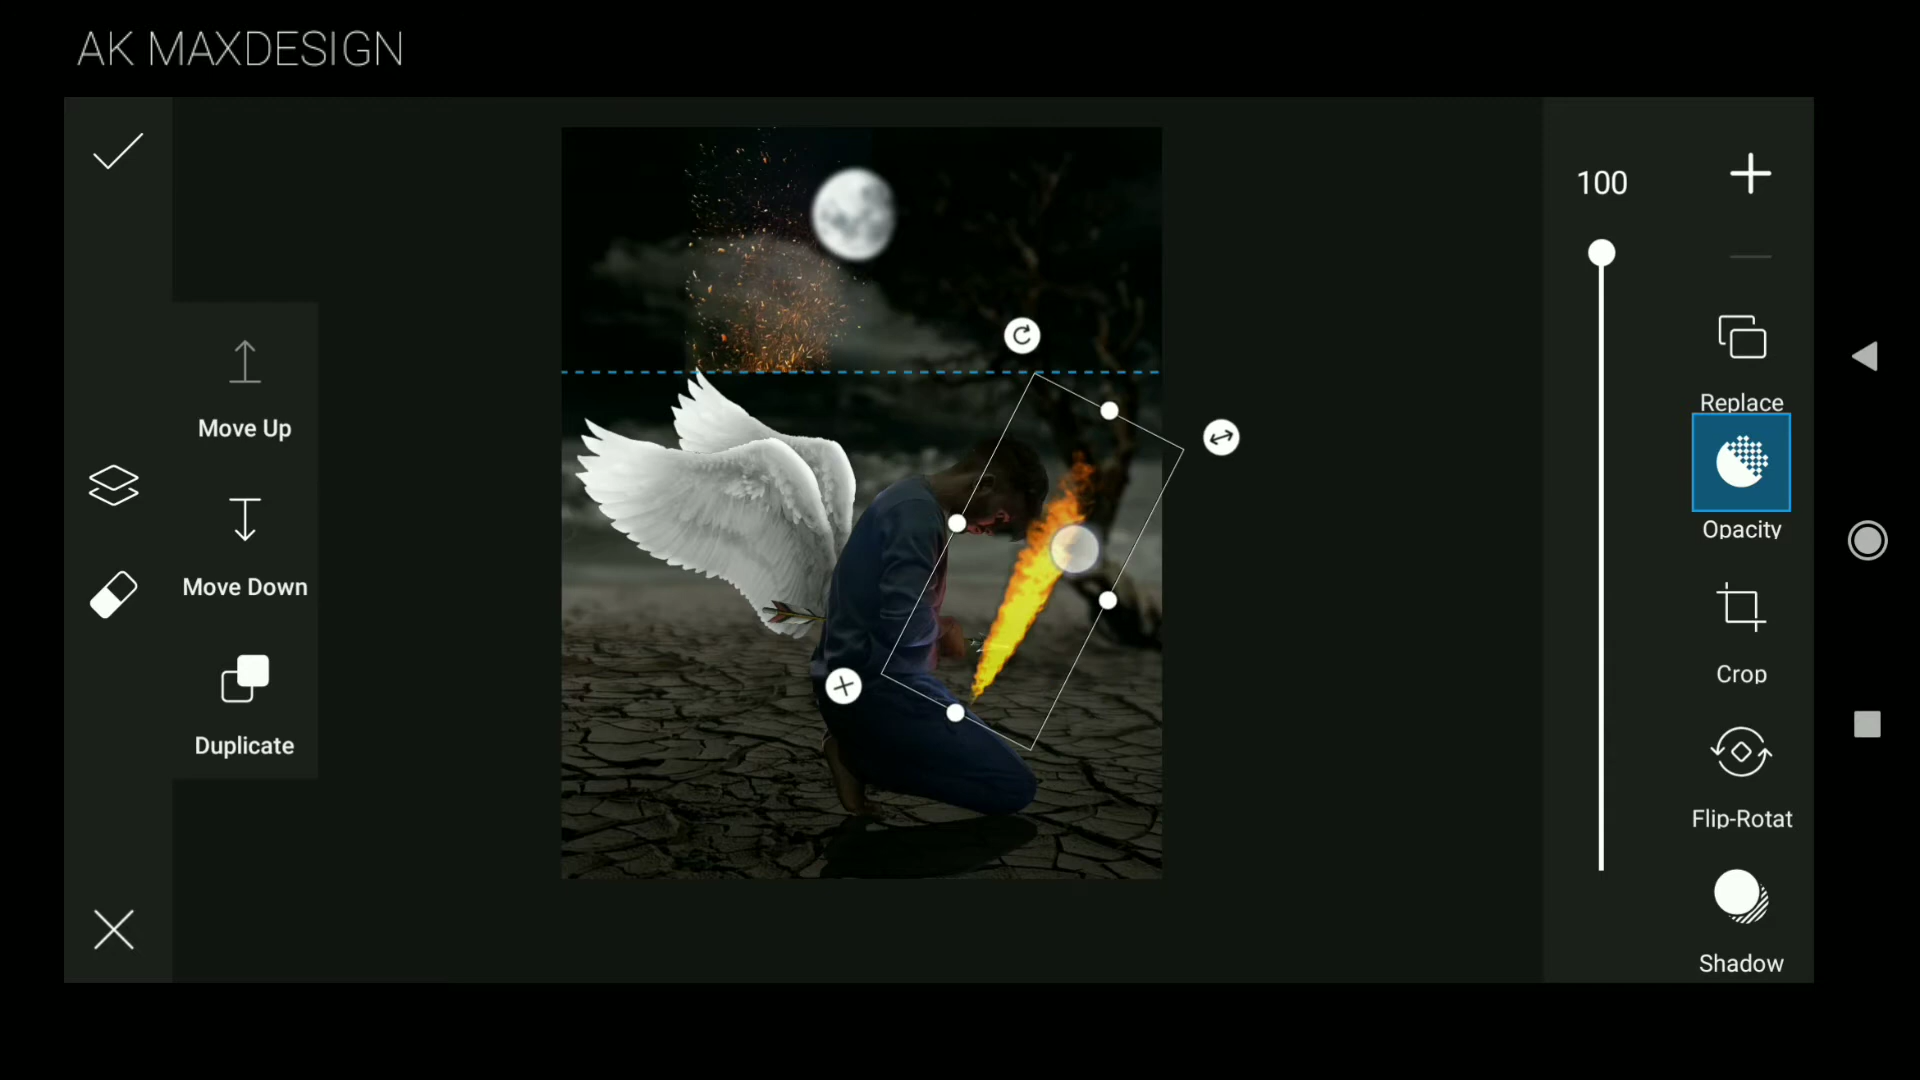 AK MAXDESIGN
100
Move Up
Replace
Opacity
Move Down
Crop
Duplicate
Flip-Rotat
Shadow